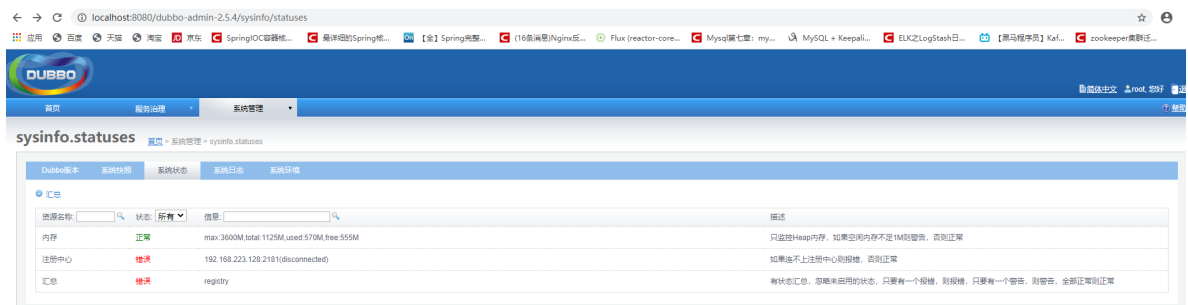 localhost:8080/dubbo-admin-2.5.4/sysinfo/statuses
应用 百度 天猫 淘宝 JD 京东 C SpringIOC容器核... C 最详细的Spring核... On 【全】Spring完整... C (16条消息)Nginx反... Flux (reactor-core... C Mysql第七章：my... MySQL + Keepali... C ELK之LogStash日... 【黑马程序员】Kaf... C zookeeper集群迁...
DUBBO
简体中文 root, 您好
首页 服务治理 系统管理 帮助
sysinfo.statuses 首页 > 系统管理 > sysinfo.statuses
Dubbo版本 系统快照 系统状态 系统日志 系统环境
汇总
资源名称: 状态: 所有 信息: 描述
内存 正常 max:3600M,total:1125M,used:570M,free:555M 只监控Heap内存，如果空闲内存不足1M则警告，否则正常
注册中心 错误 192.168.223.128:2181(disconnected) 如果连不上注册中心则报错，否则正常
汇总 错误 registry 有状态汇总，忽略未启用的状态，只要有一个报错，则报错，只要有一个警告，则警告，全部正常则正常